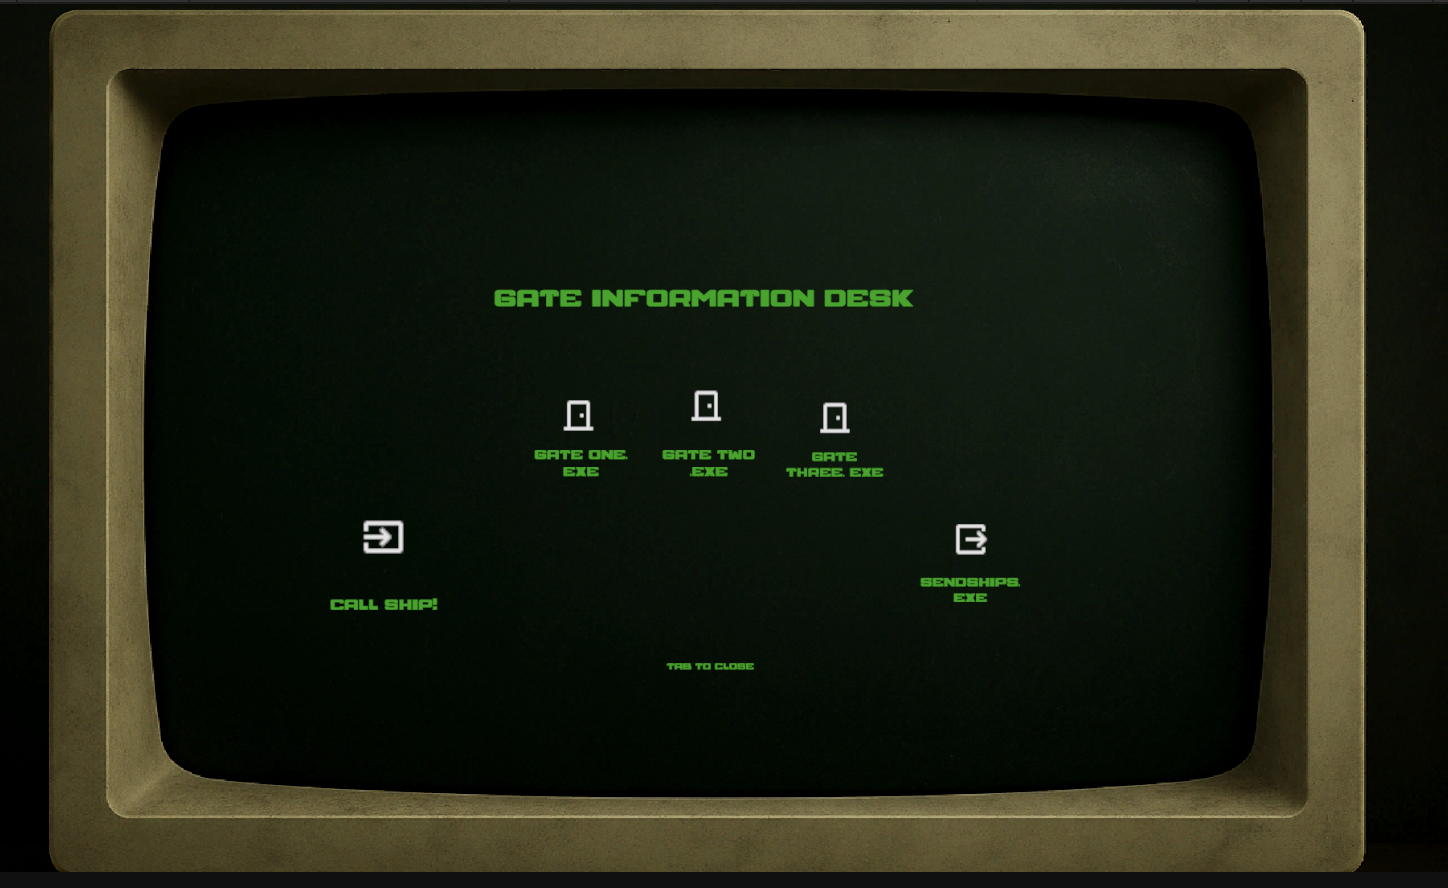 GATE INFORMATION DESK
GATE ONE.
EXE
GATE TWO
.EXE
GATE
THREE. EXE
CALL SHIP!
SENDSHIPS.
EXE
TAB TO CLOSE